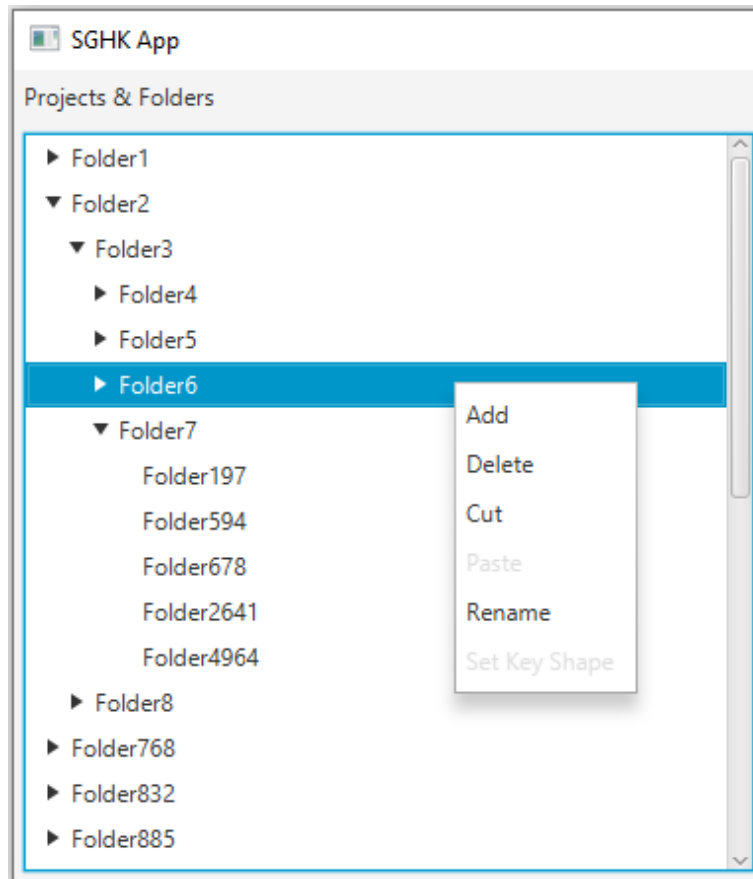 SGHK App
Projects & Folders
Folder1
Folder2
Folder3
Folder4
Folder5
Folder6
Folder7
Folder197
Folder594
Folder678
Folder2641
Folder4964
Folder8
Folder768
Folder832
Folder885
Add
Delete
Cut
Paste
Rename
Set Key Shape